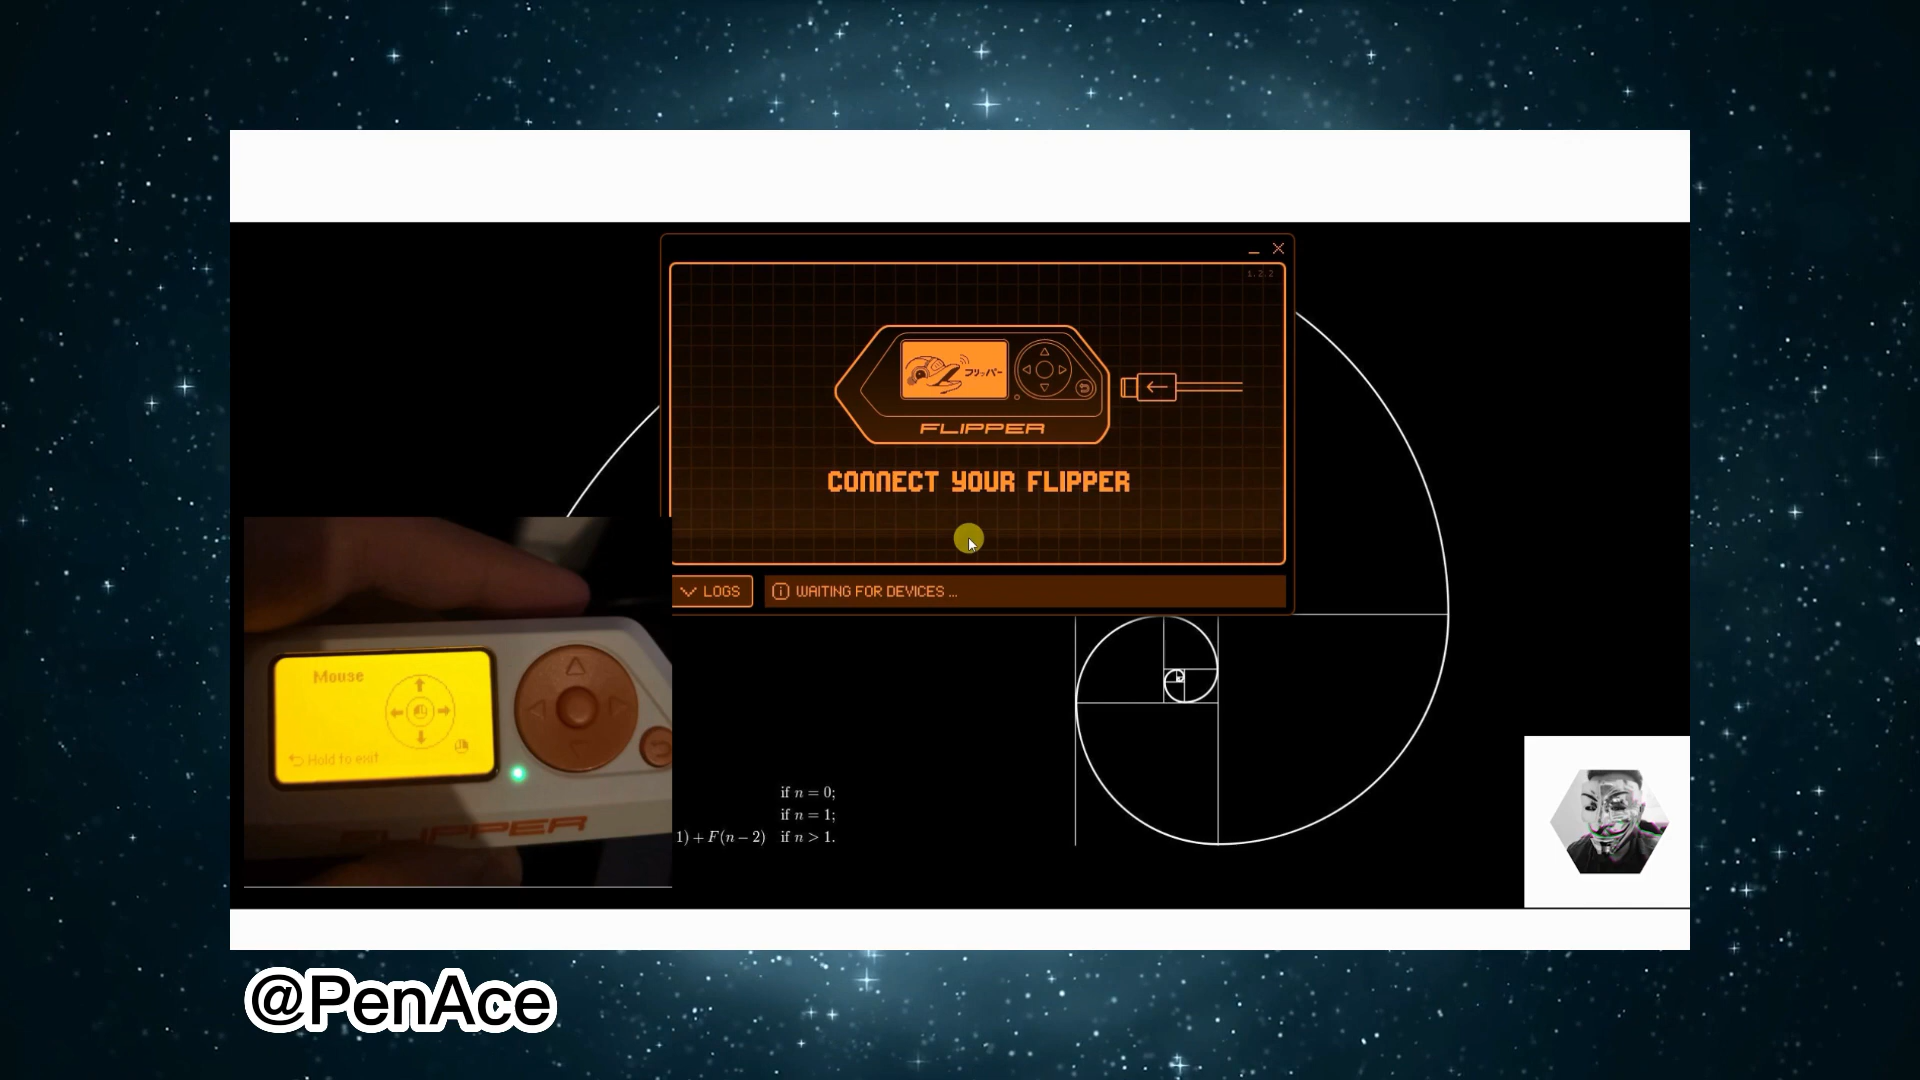 1.2.2
フリッパー
FLIPPER
CONNECT YOUR FLIPPER
LOGS
WAITING FOR DEVICES ...
Mouse
Hold to exit
FLIPPER
if n = 0;
if n = 1;
1) + F(n − 2) if n > 1.
@PenAce